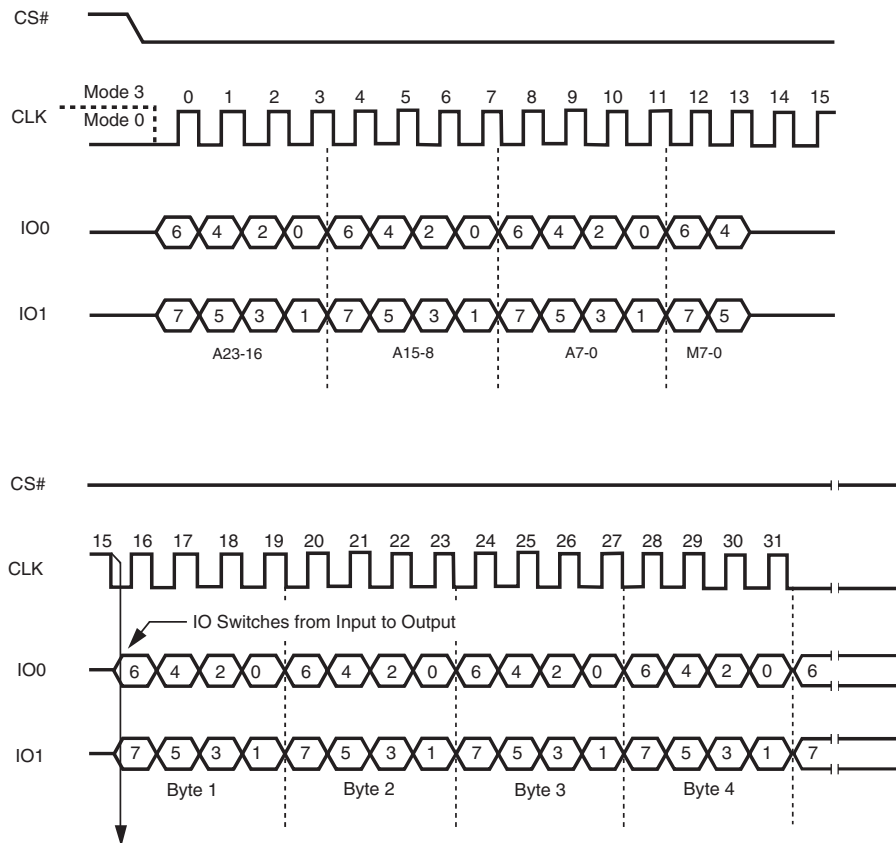 CS#
Mode 3
0 1 2 3 4 5 6 7 8 9 10 11 12 13 14 15
CLK
Mode 0
IO0 6 4 2 0 6 4 2 0 6 4 2 0 6 4
IO1 7 5 3 1 7 5 3 1 7 5 3 1 7 5
A23-16 A15-8 A7-0 M7-0
CS#
15 16 17 18 19 20 21 22 23 24 25 26 27 28 29 30 31
CLK
IO Switches from Input to Output
IO0 6 4 2 0 6 4 2 0 6 4 2 0 6 4 2 0 6
IO1 7 5 3 1 7 5 3 1 7 5 3 1 7 5 3 1 7
Byte 1 Byte 2 Byte 3 Byte 4